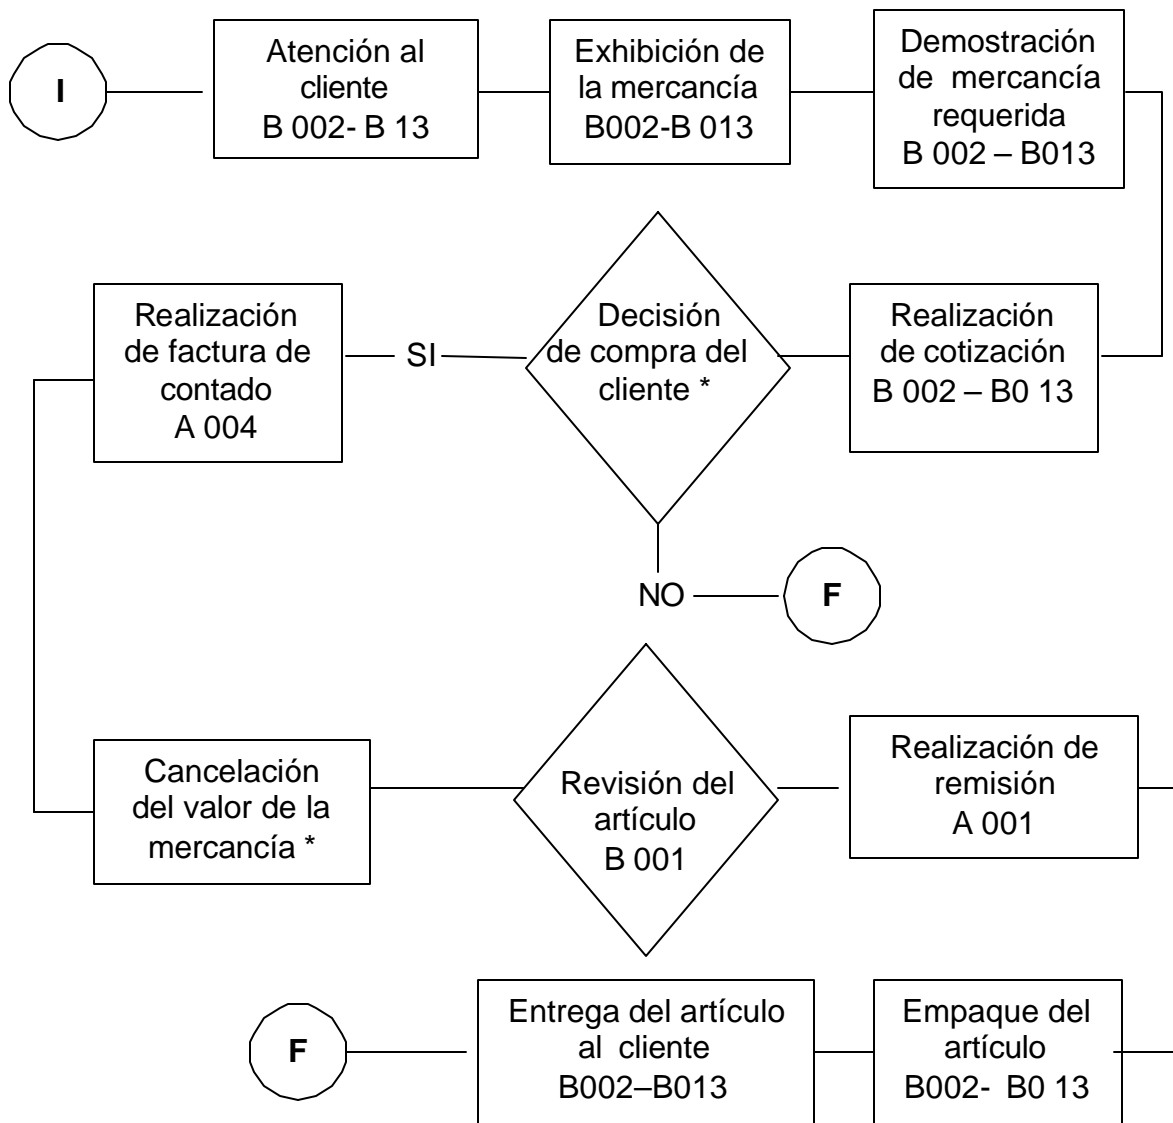 I
Atención al
cliente
B 002- B 13
Exhibición de
la mercancía
B002-B 013
Demostración
de  mercancía
requerida
B 002 – B013
Realización
de cotización
B 002 – B0 13
Decisión
de compra del
cliente *
SI
Realización
de factura de
contado
A 004
NO
F
Cancelación
del valor de la
mercancía *
Revisión del
artículo
B 001
Realización de
remisión
A 001
Empaque del
artículo
B002-  B0 13
Entrega del artículo
al  cliente
B002–B013
F